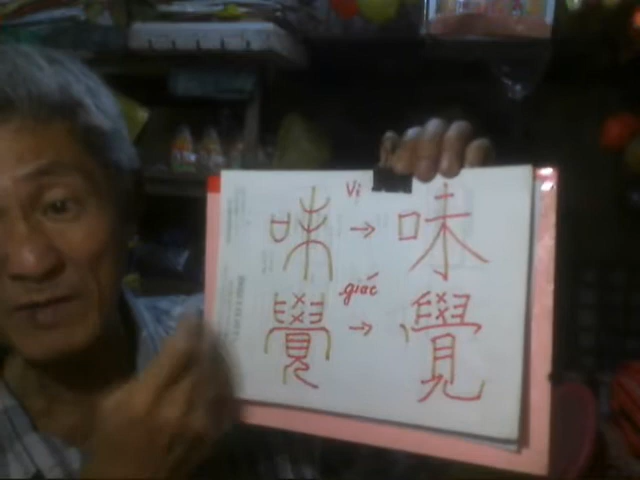 味 Vị → 味
覺 giác → 覺